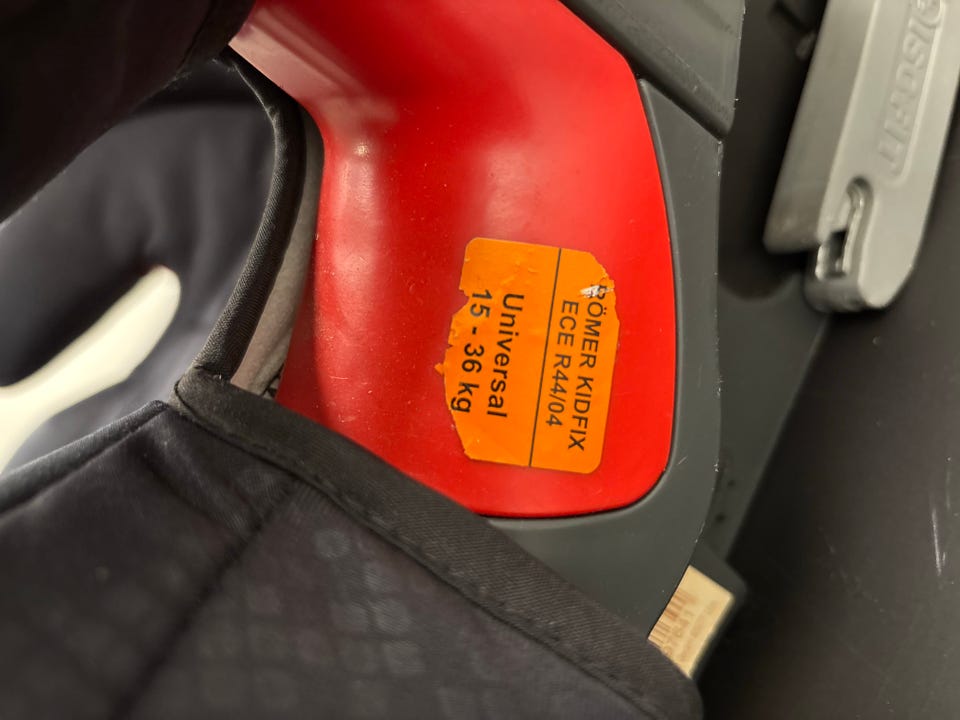 RÖMER KIDFIX
ECE R44/04
Universal
15 - 36 kg